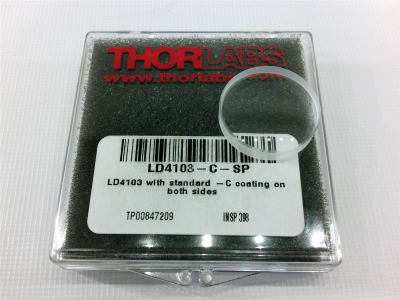 THORLABS
www.thorlabs.com
LD4103-C-SP
LD4103 with standard -C coating on
both sides
TP00847209
INSP 398